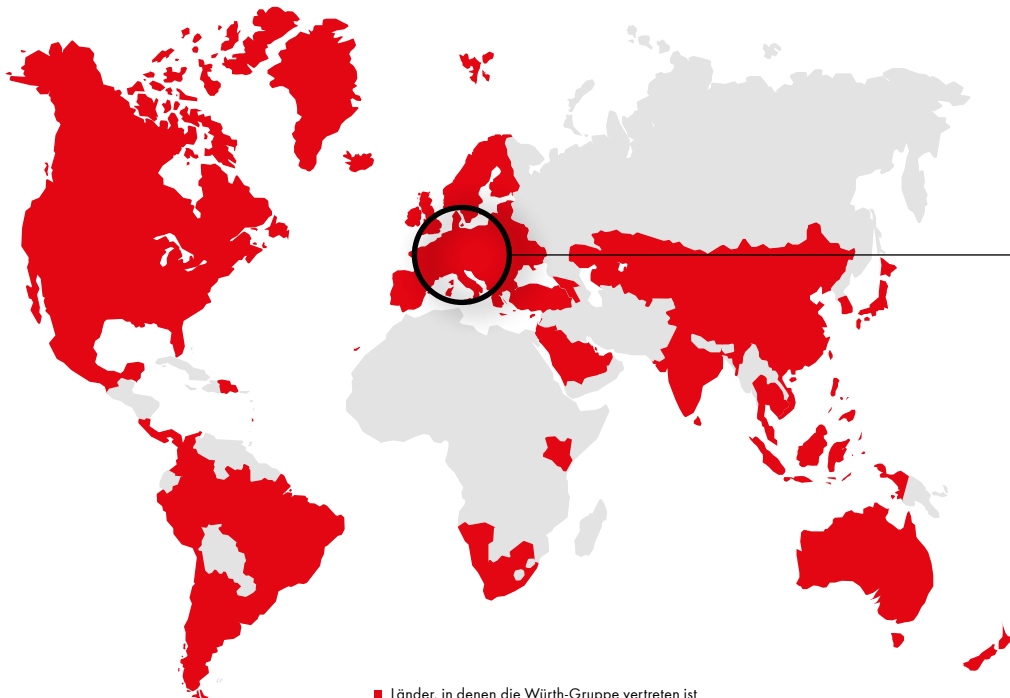 Länder, in denen die Würth-Gruppe vertreten ist